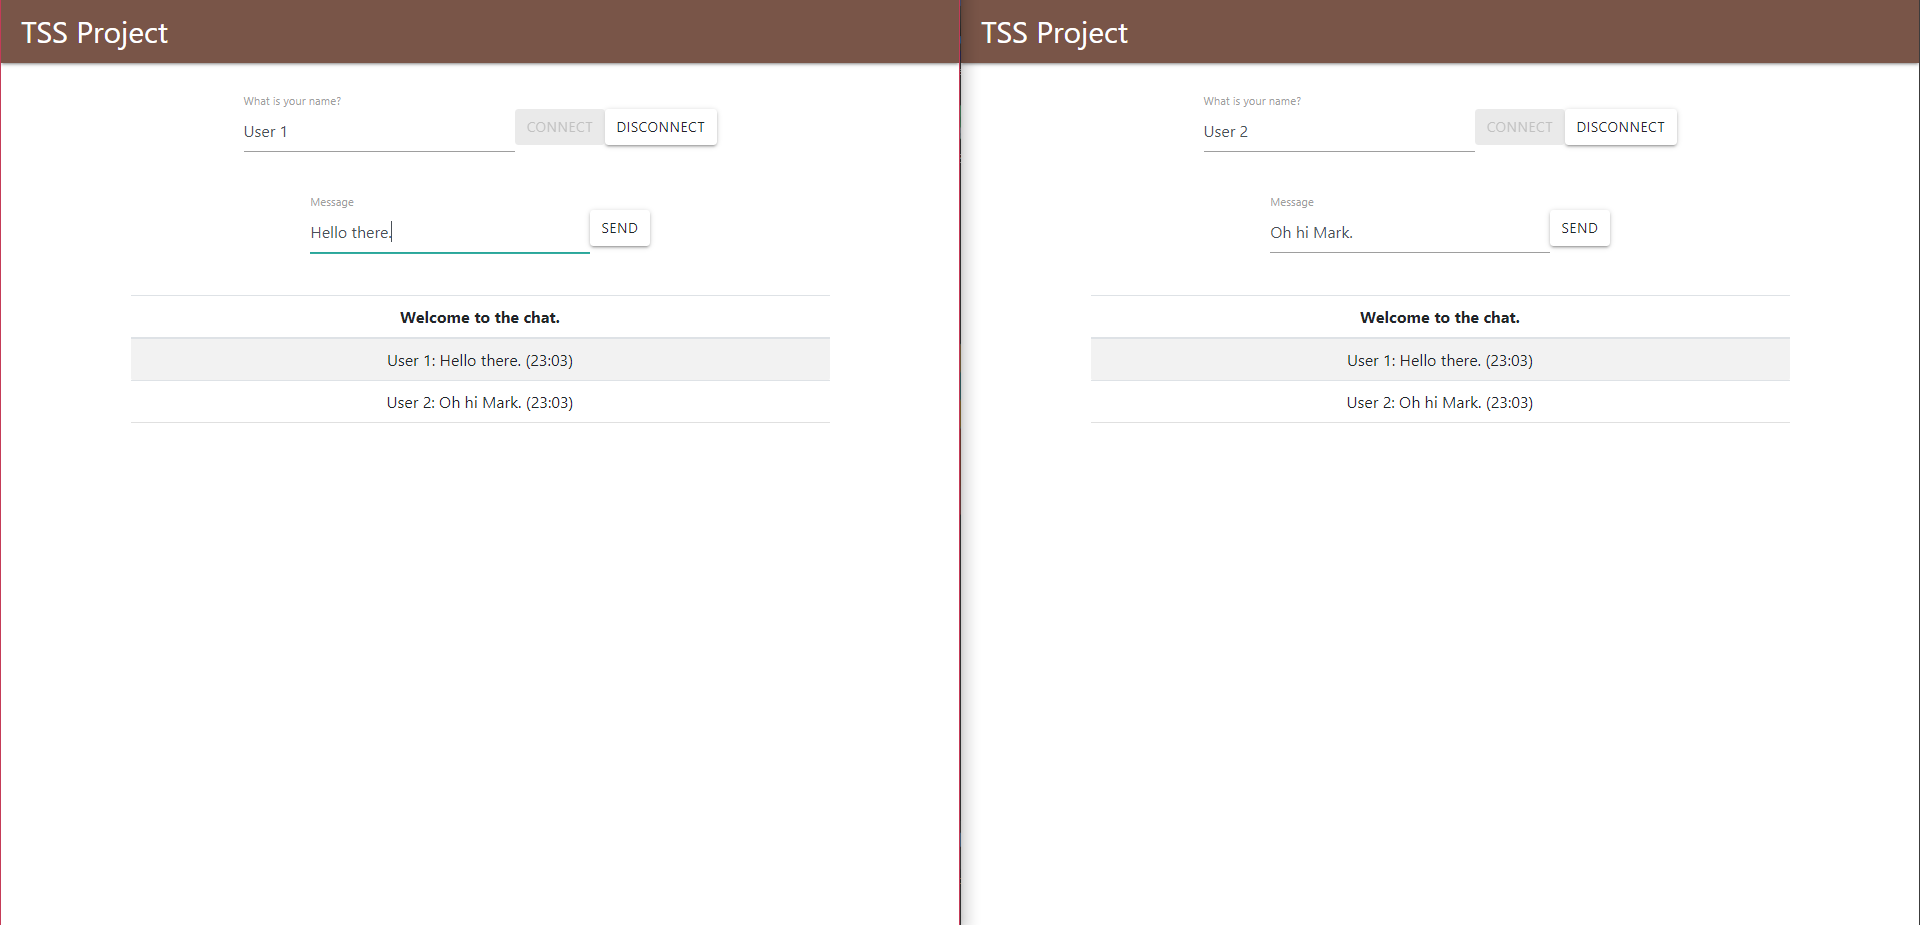 TSS Project
What is your name?
User 1
CONNECT DISCONNECT
Message
Hello there.
SEND
Welcome to the chat.
User 1: Hello there. (23:03)
User 2: Oh hi Mark. (23:03)
TSS Project
What is your name?
User 2
CONNECT DISCONNECT
Message
Oh hi Mark.
SEND
Welcome to the chat.
User 1: Hello there. (23:03)
User 2: Oh hi Mark. (23:03)